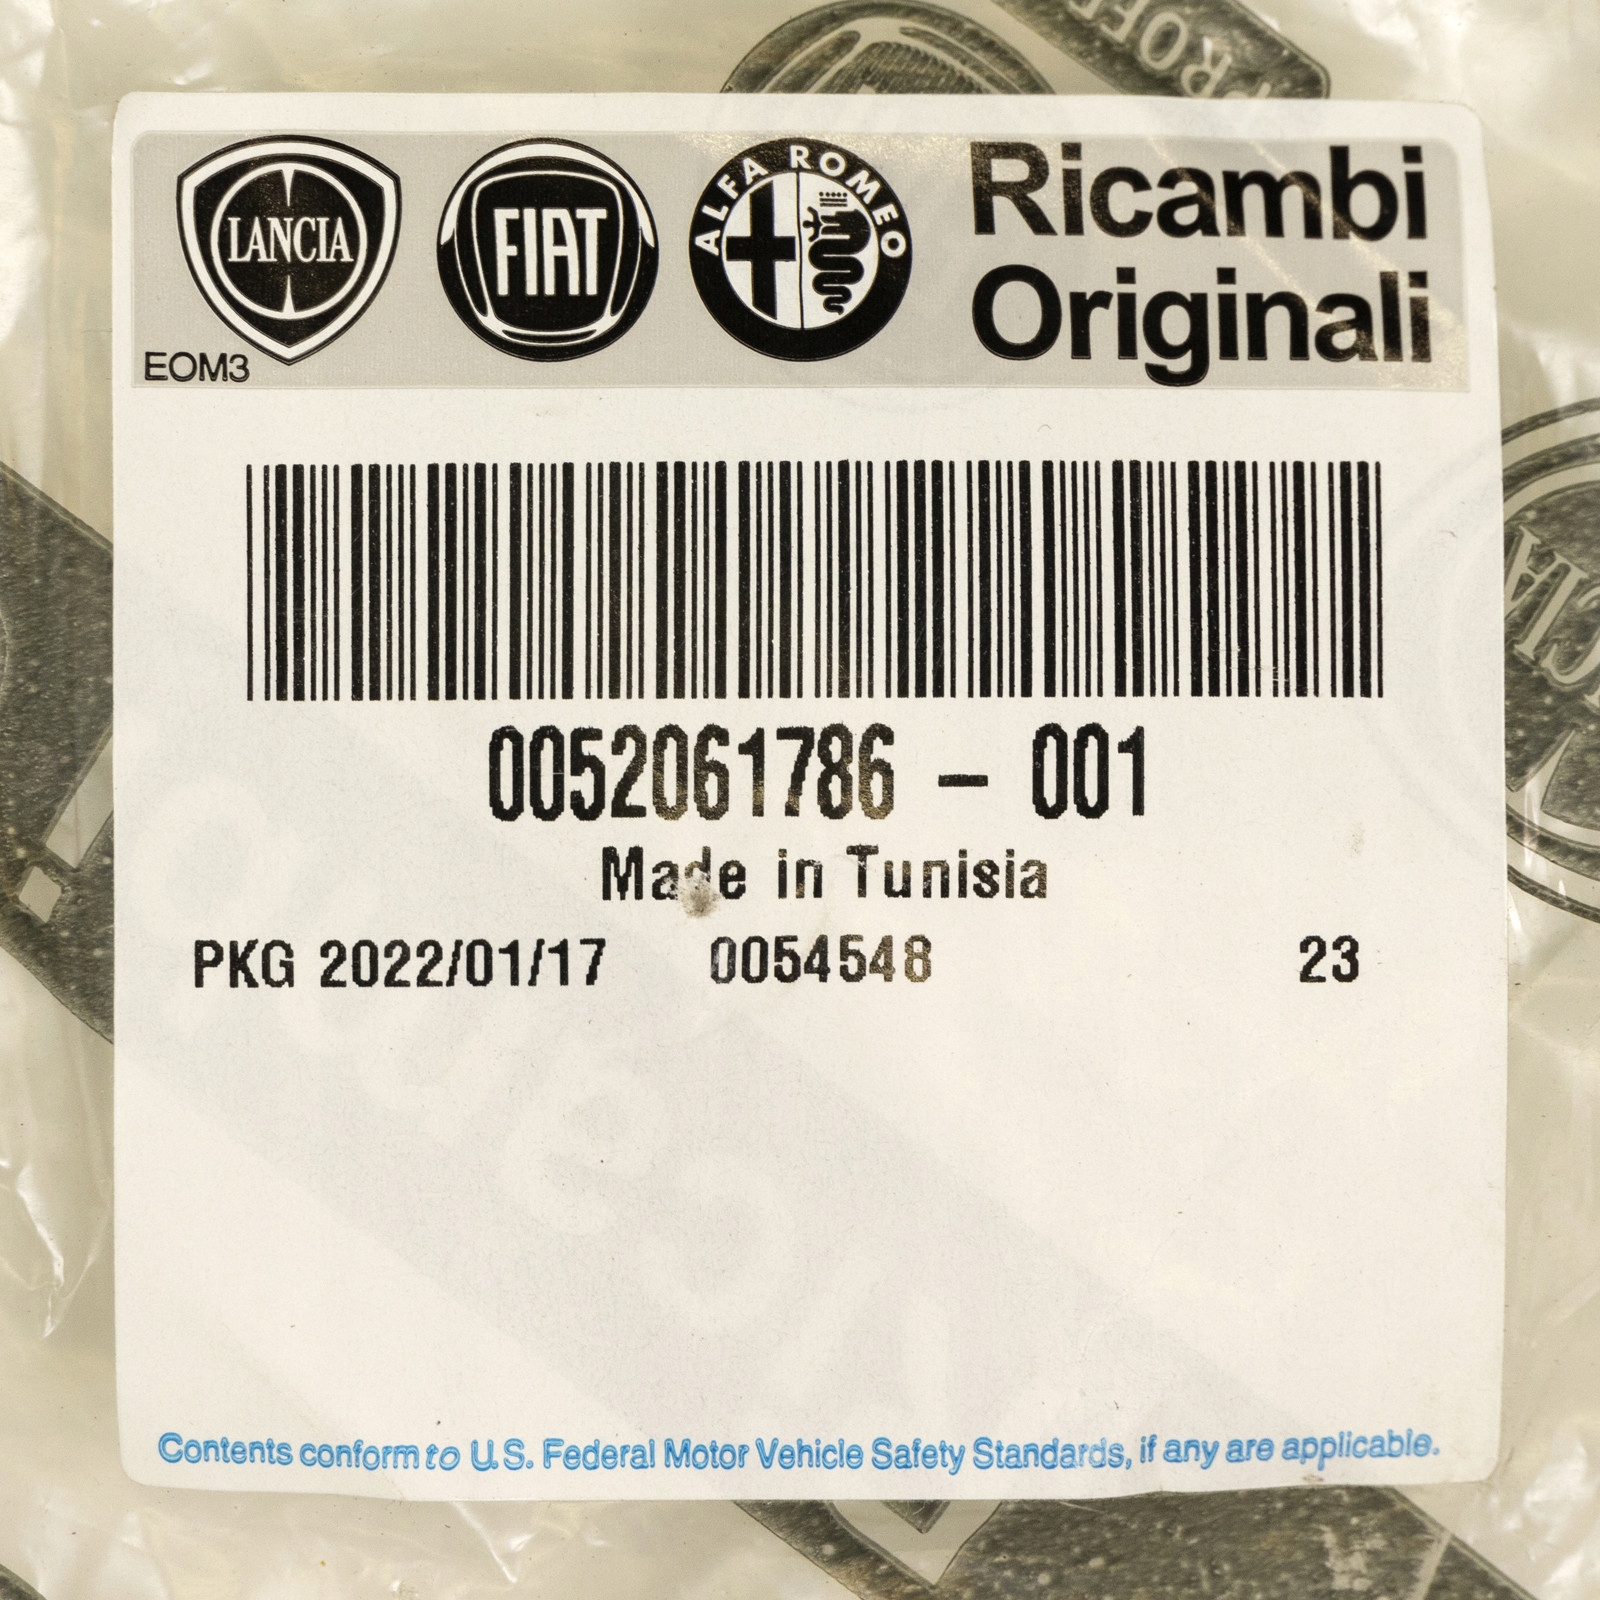 PROFE
LANCIA
FIAT
ALFA ROMEO
Ricambi
Originali
EOM3
0052061786 - 001
Made in Tunisia
PKG 2022/01/17 0054548 23
Contents conform to U.S. Federal Motor Vehicle Safety Standards, if any are applicable.